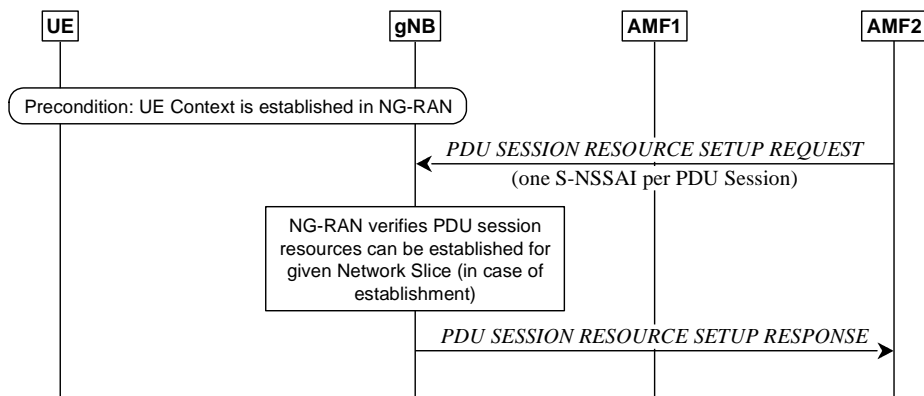 UE
gNB
AMF1
AMF2
Precondition: UE Context is established in NG-RAN
PDU SESSION RESOURCE SETUP REQUEST
(one S-NSSAI per PDU Session)
NG-RAN verifies PDU session
resources can be established for
given Network Slice (in case of
establishment)
PDU SESSION RESOURCE SETUP RESPONSE